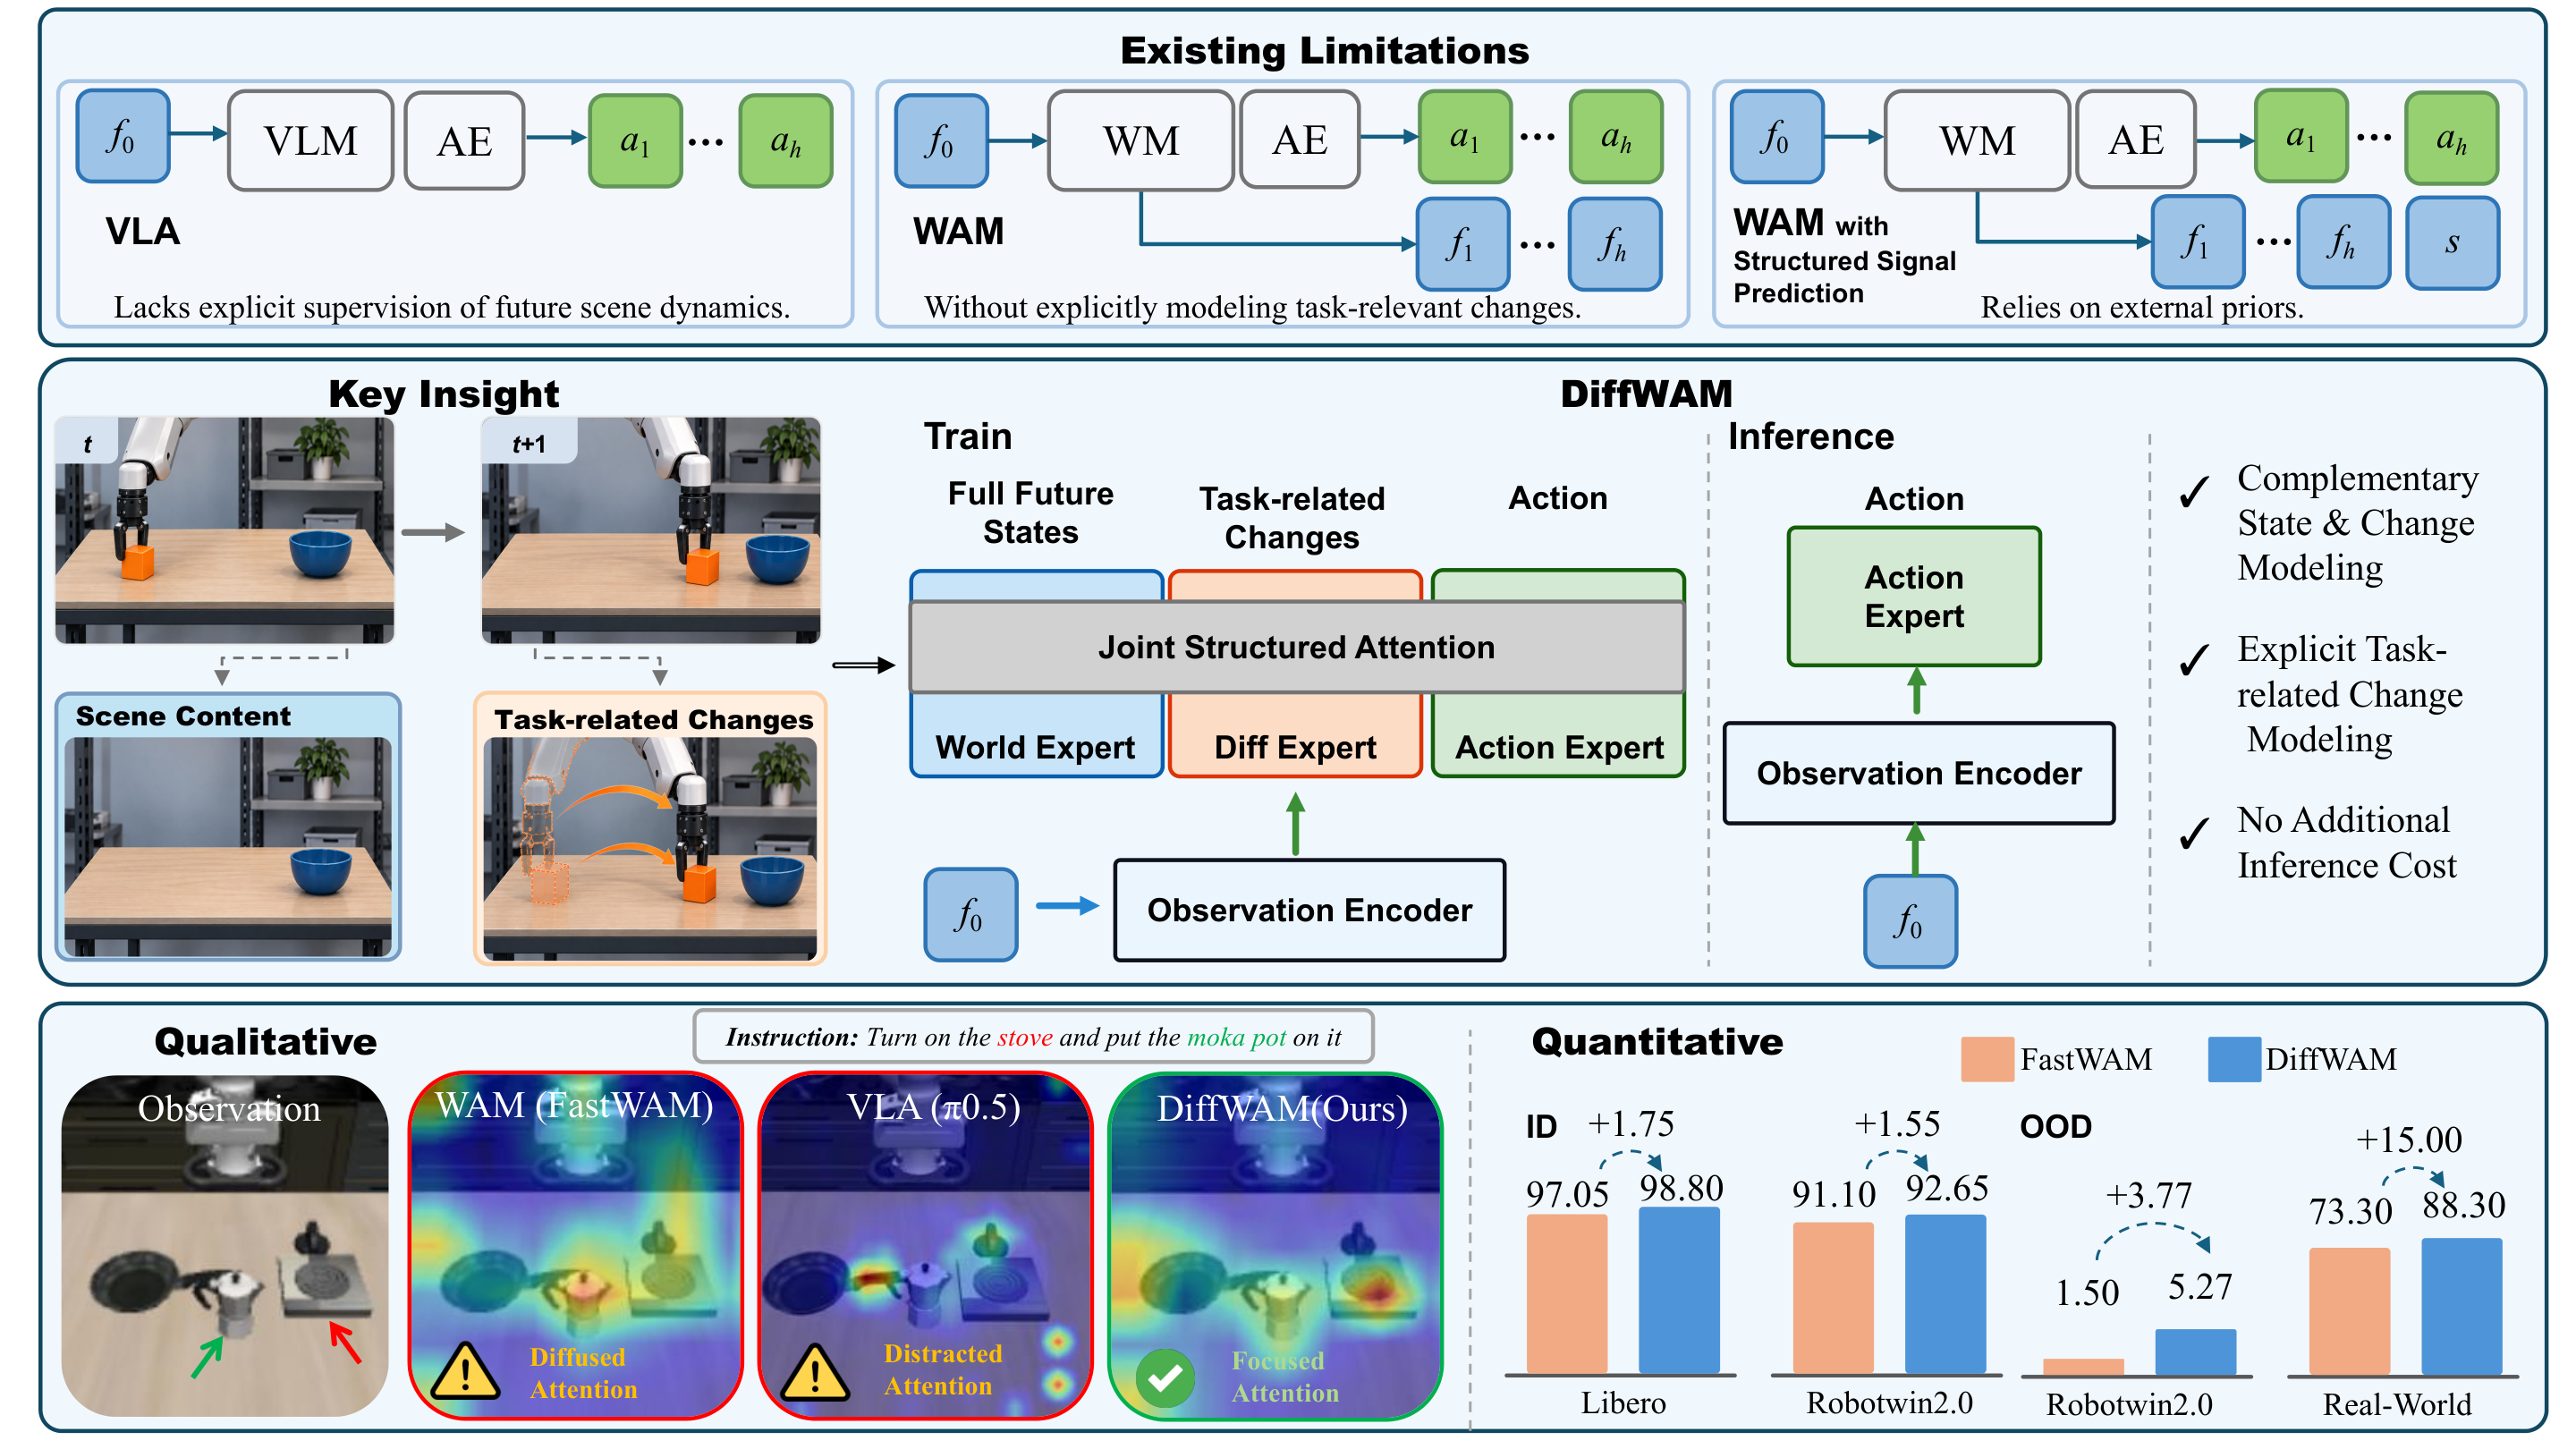 Existing Limitations
f0
VLM
AE
a1
...
ah
VLA
Lacks explicit supervision of future scene dynamics.
f0
WM
AE
a1
...
ah
WAM
f1
...
fh
Without explicitly modeling task-relevant changes.
f0
WM
AE
a1
...
ah
WAM with
Structured Signal
Prediction
f1
...
fh
s
Relies on external priors.
Key Insight
t
t+1
Scene Content
Task-related Changes
DiffWAM
Train
Full Future
States
Task-related
Changes
Action
Joint Structured Attention
World Expert
Diff Expert
Action Expert
f0
Observation Encoder
Inference
Action
Action
Expert
Observation Encoder
f0
✓ Complementary
State & Change
Modeling
✓ Explicit Task-
related Change
Modeling
✓ No Additional
Inference Cost
Qualitative
Instruction: Turn on the stove and put the moka pot on it
Observation
WAM (FastWAM)
Diffused
Attention
VLA (π0.5)
Distracted
Attention
DiffWAM(Ours)
Focused
Attention
Quantitative
FastWAM
DiffWAM
ID
+1.75
97.05
98.80
Libero
+1.55
91.10
92.65
Robotwin2.0
OOD
+3.77
1.50
5.27
Robotwin2.0
+15.00
73.30
88.30
Real-World